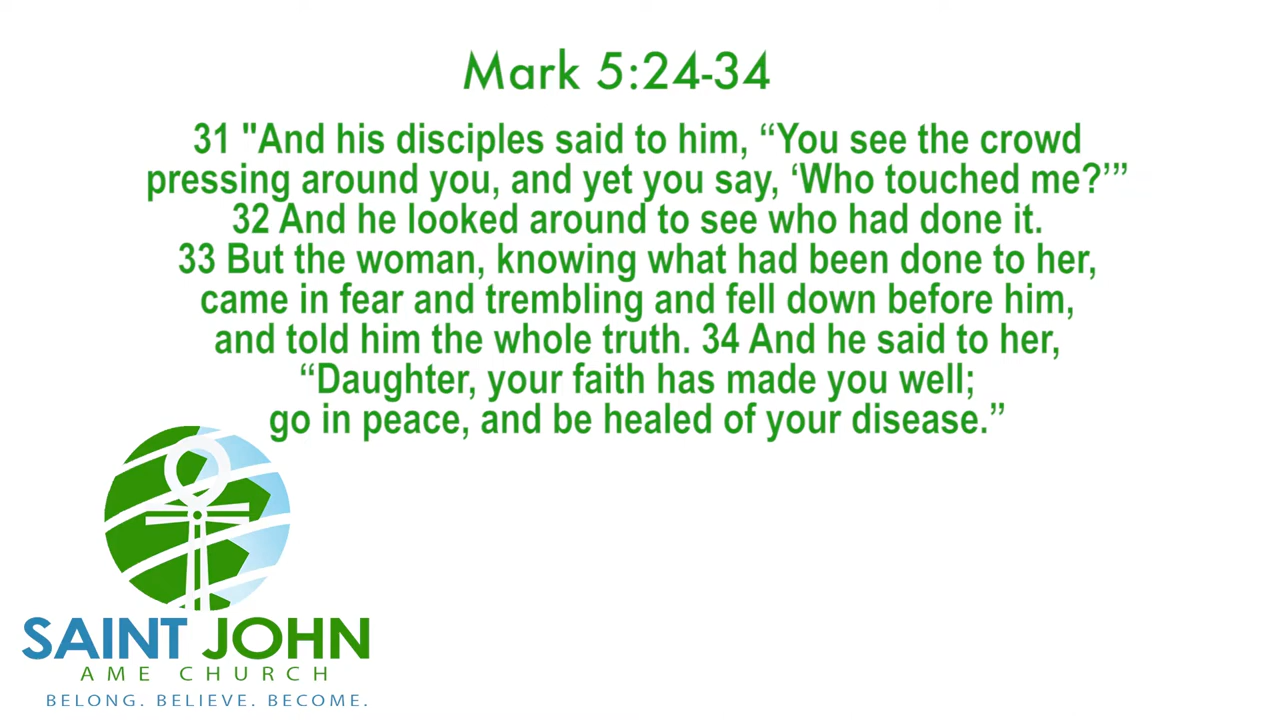 Mark 5:24-34
31 "And his disciples said to him, “You see the crowd
pressing around you, and yet you say, ‘Who touched me?’”
32 And he looked around to see who had done it.
33 But the woman, knowing what had been done to her,
came in fear and trembling and fell down before him,
and told him the whole truth. 34 And he said to her,
“Daughter, your faith has made you well;
go in peace, and be healed of your disease.”
SAINT JOHN
AME CHURCH
BELONG. BELIEVE. BECOME.